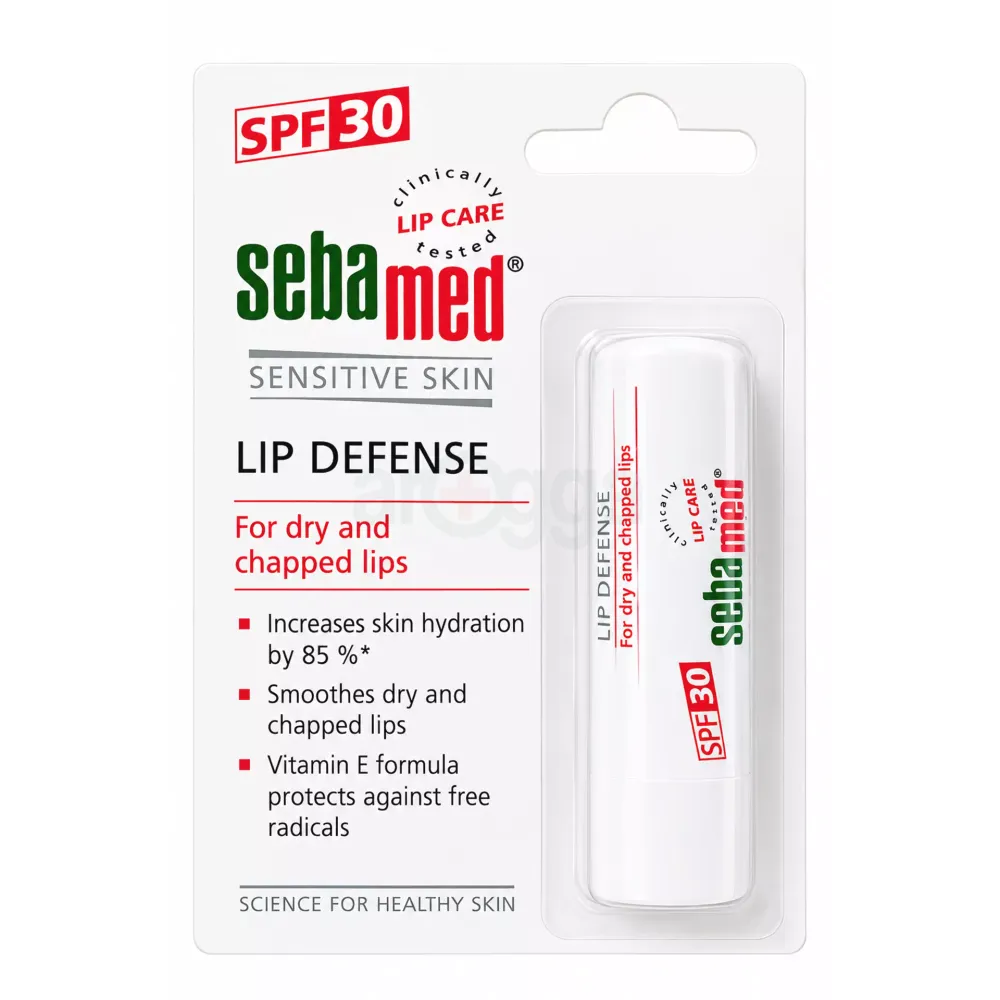 SPF 30
clinically
LIP CARE
tested
sebamed®
SENSITIVE SKIN
LIP DEFENSE
For dry and
chapped lips
Increases skin hydration
by 85 %*
Smoothes dry and
chapped lips
Vitamin E formula
protects against free
radicals
SCIENCE FOR HEALTHY SKIN
LIP DEFENSE
For dry and chapped lips
clinically
LIP CARE
tested
sebamed®
SPF 30